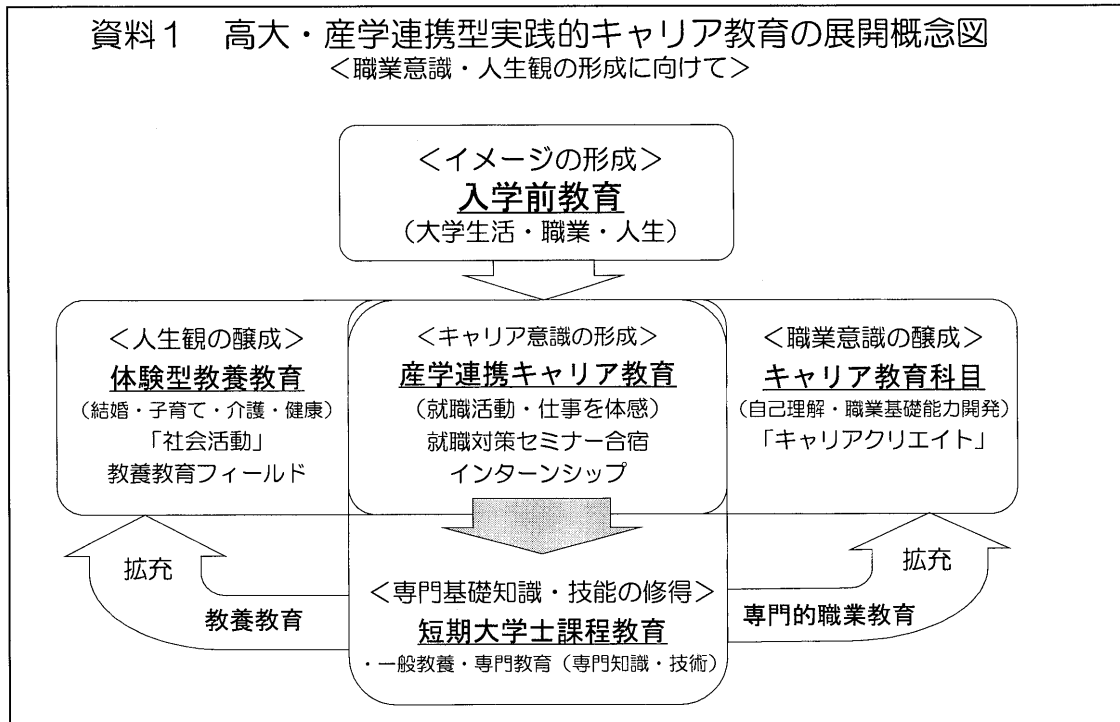 資料1 高大・産学連携型実践的キャリア教育の展開概念図
<職業意識・人生観の形成に向けて>
<イメージの形成>
入学前教育
(大学生活・職業・人生)
<人生観の醸成>
体験型教養教育
(結婚・子育て・介護・健康)
「社会活動」
教養教育フィールド
<キャリア意識の形成>
産学連携キャリア教育
(就職活動・仕事を体感)
就職対策セミナー合宿
インターンシップ
<職業意識の醸成>
キャリア教育科目
(自己理解・職業基礎能力開発)
「キャリアクリエイト」
拡充
教養教育
<専門基礎知識・技能の修得>
短期大学士課程教育
・一般教養・専門教育(専門知識・技術)
拡充
専門的職業教育